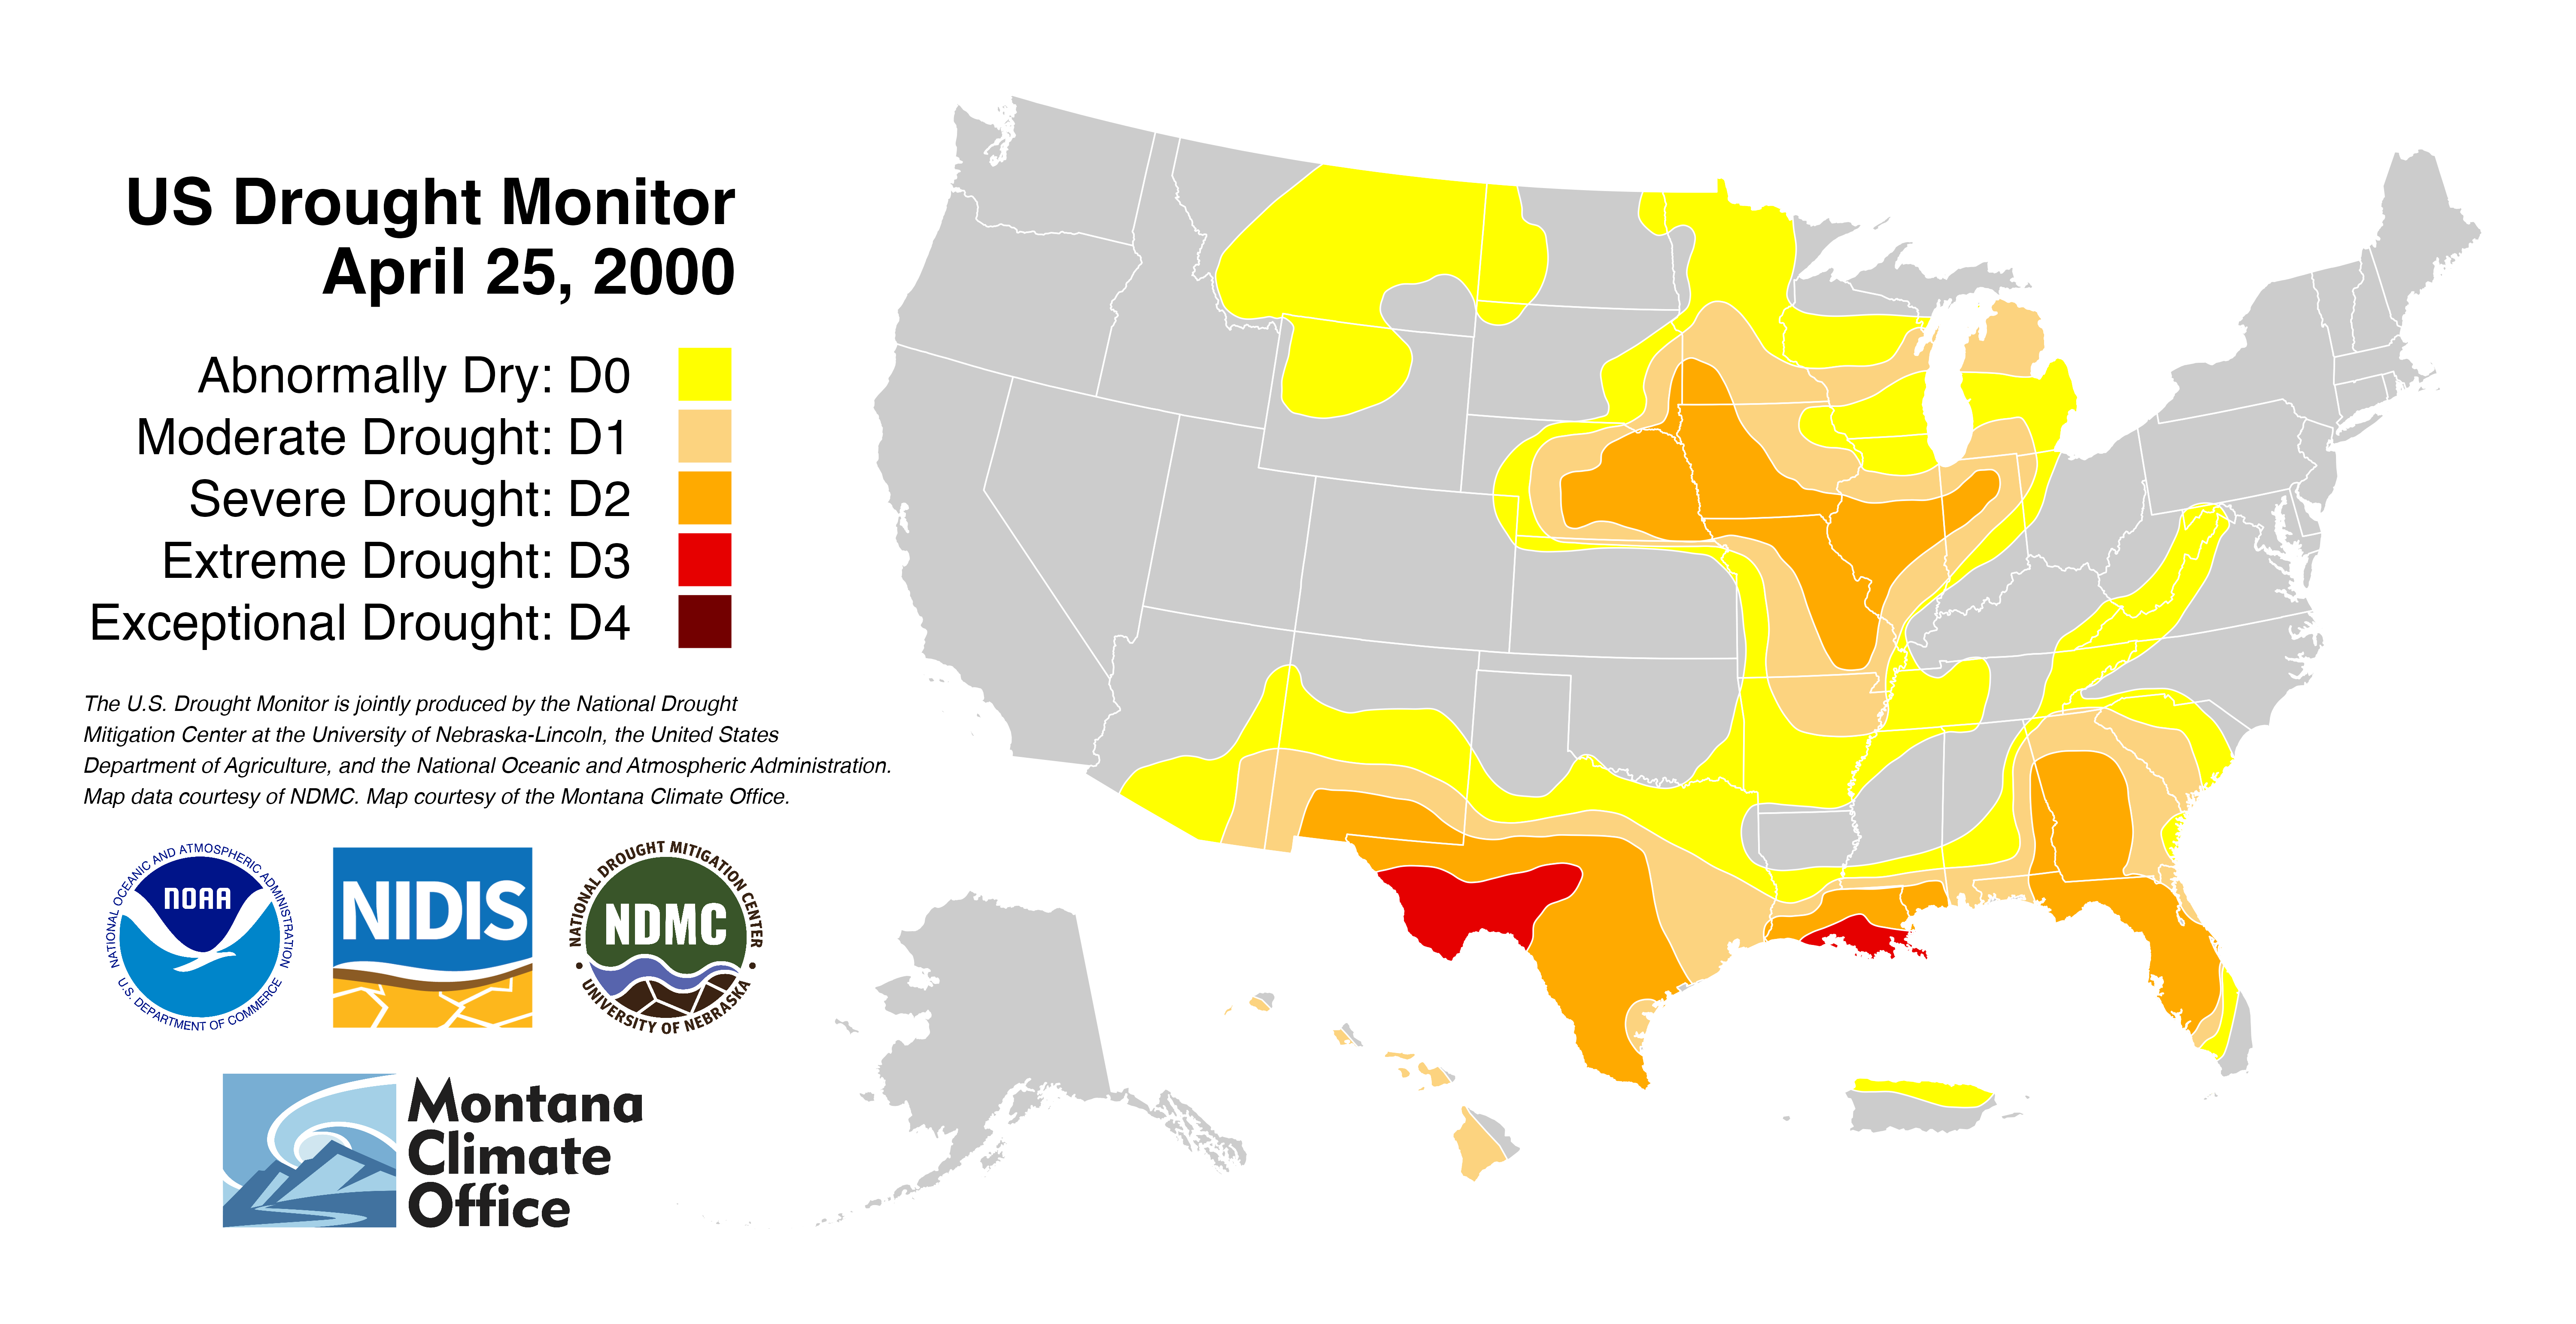 US Drought Monitor
April 25, 2000
Abnormally Dry: D0
Moderate Drought: D1
Severe Drought: D2
Extreme Drought: D3
Exceptional Drought: D4
The U.S. Drought Monitor is jointly produced by the National Drought
Mitigation Center at the University of Nebraska-Lincoln, the United States
Department of Agriculture, and the National Oceanic and Atmospheric Administration.
Map data courtesy of NDMC. Map courtesy of the Montana Climate Office.
NATIONAL OCEANIC AND ATMOSPHERIC ADMINISTRATION
NOAA
U.S. DEPARTMENT OF COMMERCE
NIDIS
NATIONAL DROUGHT MITIGATION CENTER
NDMC
UNIVERSITY OF NEBRASKA
Montana
Climate
Office